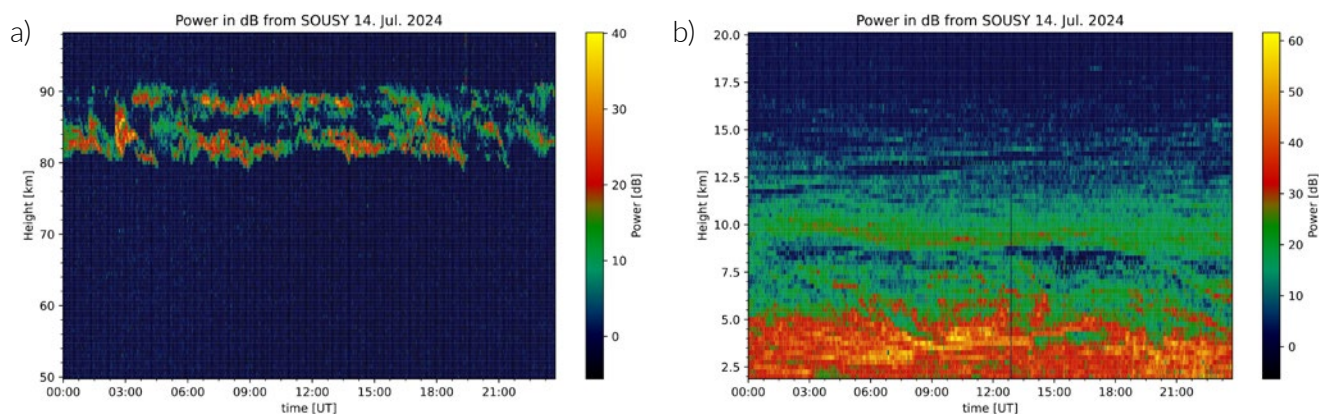 a)
Power in dB from SOUSY 14. Jul. 2024
Height [km]
90
80
70
60
50
00:00 03:00 06:00 09:00 12:00 15:00 18:00 21:00
time [UT]
40
30
20
10
0
Power [dB]
b)
Power in dB from SOUSY 14. Jul. 2024
Height [km]
20.0
17.5
15.0
12.5
10.0
7.5
5.0
2.5
00:00 03:00 06:00 09:00 12:00 15:00 18:00 21:00
time [UT]
60
50
40
30
20
10
0
Power [dB]